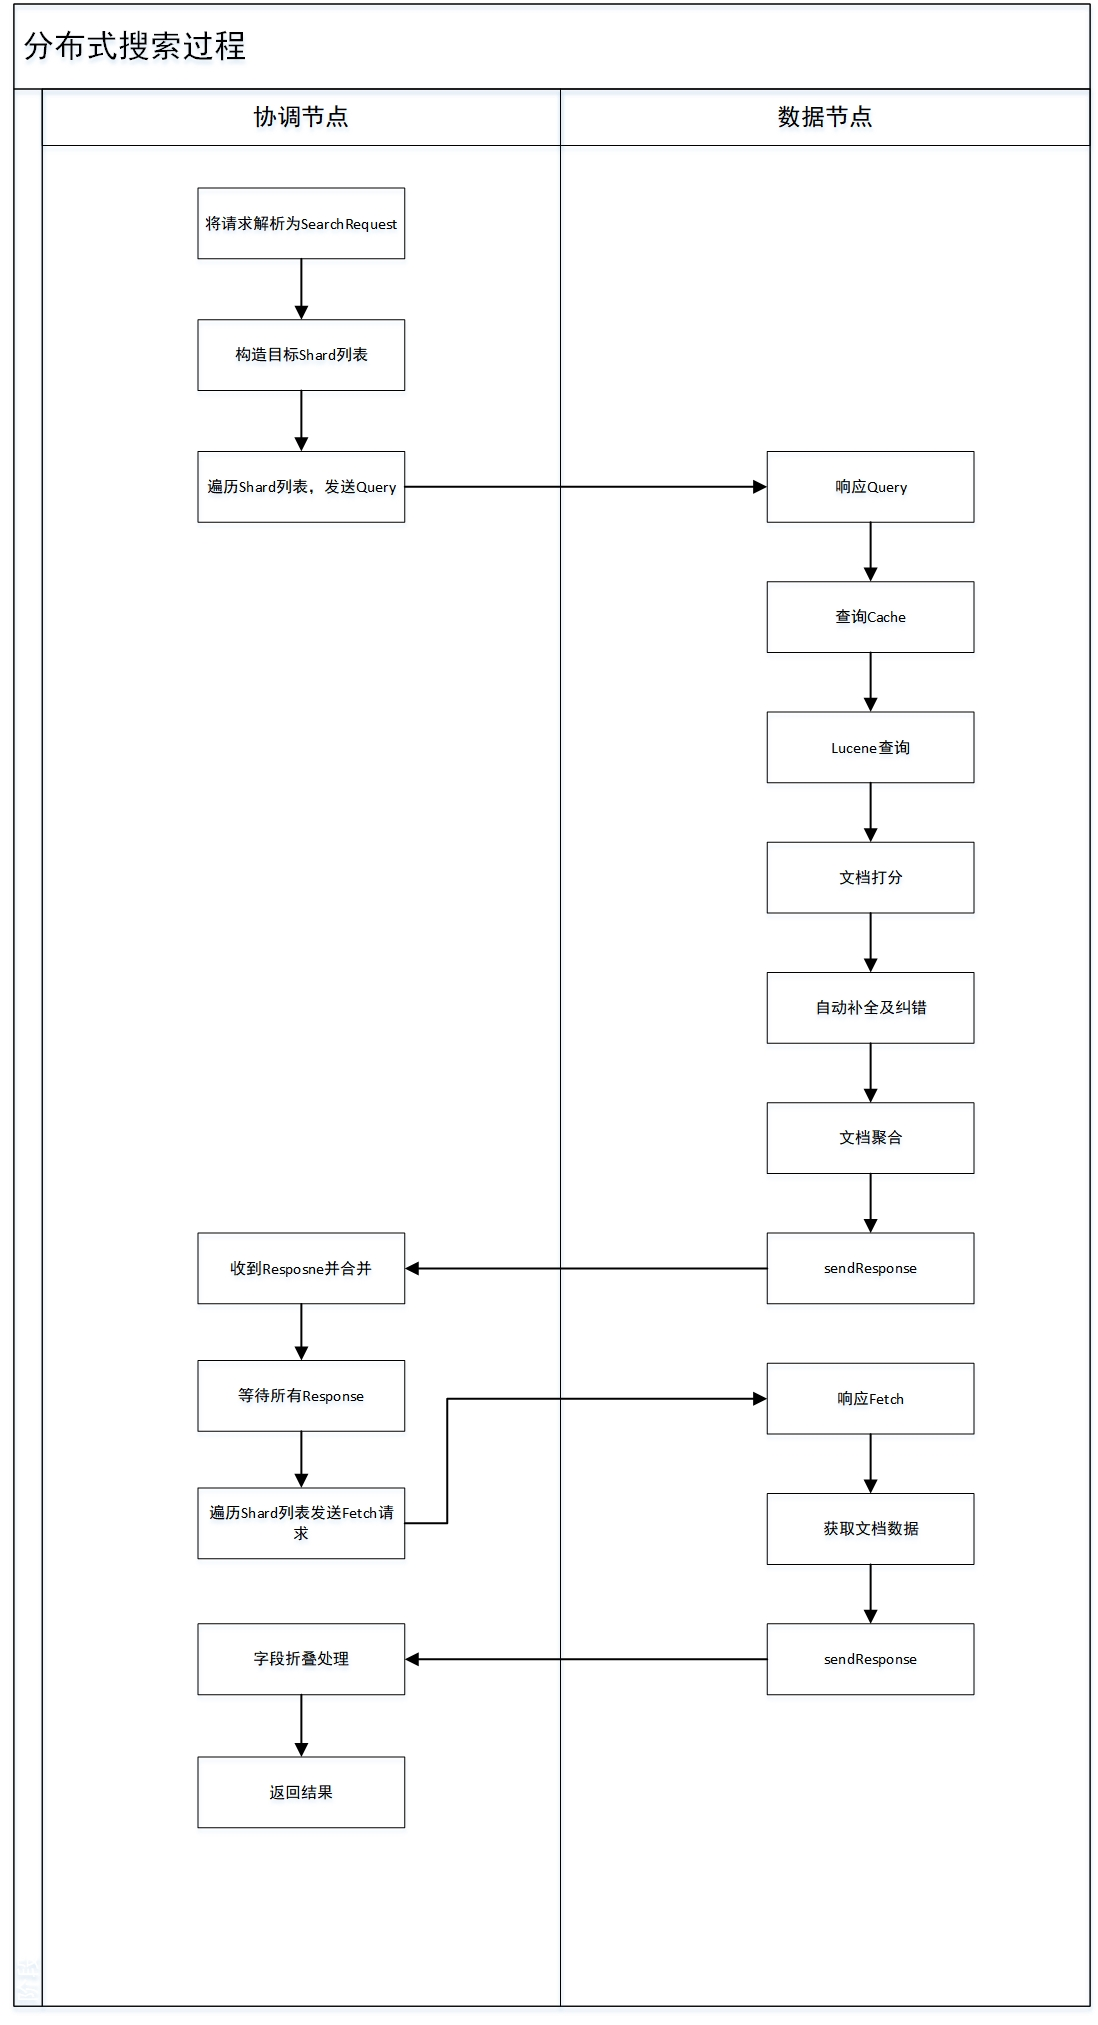 分布式搜索过程
协调节点
数据节点
将请求解析为SearchRequest
构造目标Shard列表
遍历Shard列表，发送Query
响应Query
查询Cache
Lucene查询
文档打分
自动补全及纠错
文档聚合
收到Resposne并合并
sendResponse
等待所有Response
响应Fetch
遍历Shard列表发送Fetch请
求
获取文档数据
字段折叠处理
sendResponse
返回结果